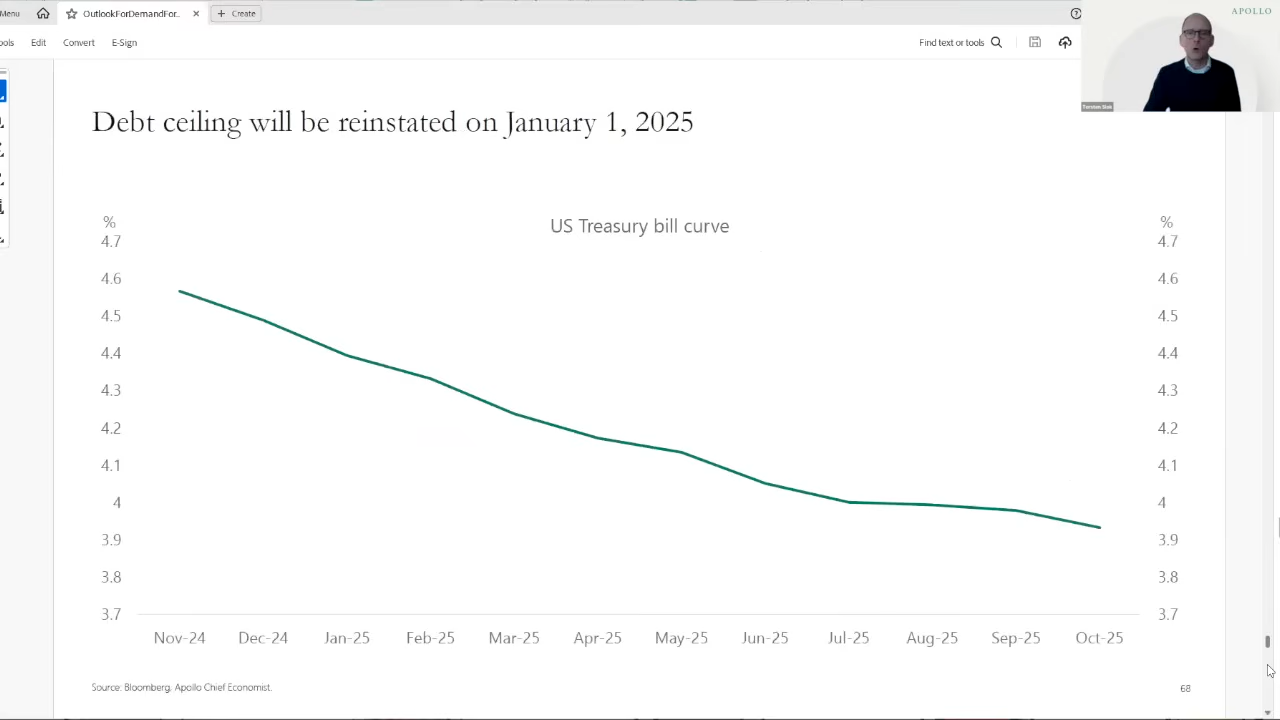 Menu
OutlookForDemandFor...
Create
APOLLO
ools
Edit
Convert
E-Sign
Find text or tools
Torsten Slok
Debt ceiling will be reinstated on January 1, 2025
US Treasury bill curve
%
4.7
4.6
4.5
4.4
4.3
4.2
4.1
4
3.9
3.8
3.7
%
4.7
4.6
4.5
4.4
4.3
4.2
4.1
4
3.9
3.8
3.7
Nov-24 Dec-24 Jan-25 Feb-25 Mar-25 Apr-25 May-25 Jun-25 Jul-25 Aug-25 Sep-25 Oct-25
Source: Bloomberg, Apollo Chief Economist.
68